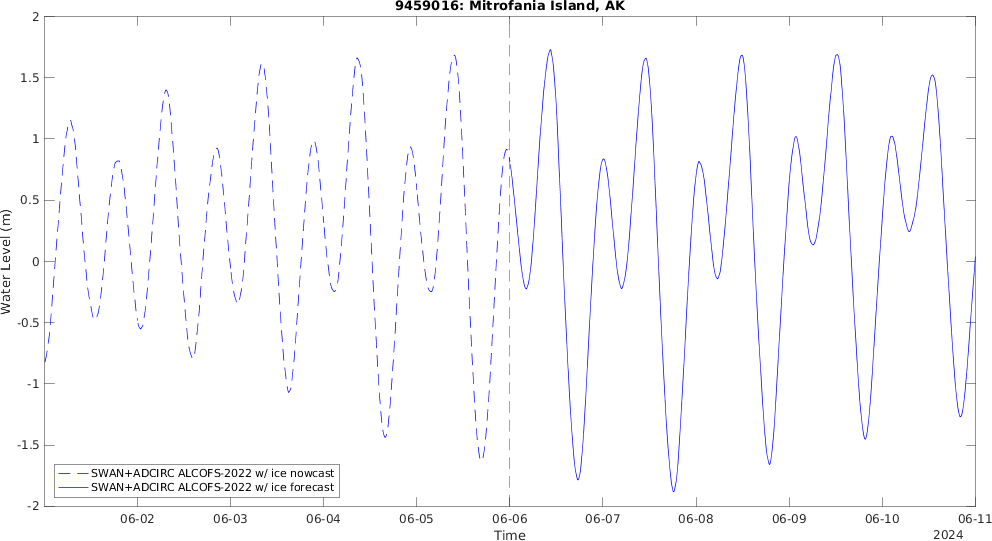 9459016: Mitrofania Island, AK
Water Level (m)
2
1.5
1
0.5
0
-0.5
-1
-1.5
-2
SWAN+ADCIRC ALCOFS-2022 w/ ice nowcast
SWAN+ADCIRC ALCOFS-2022 w/ ice forecast
06-02 06-03 06-04 06-05 06-06 06-07 06-08 06-09 06-10 06-11
Time
2024